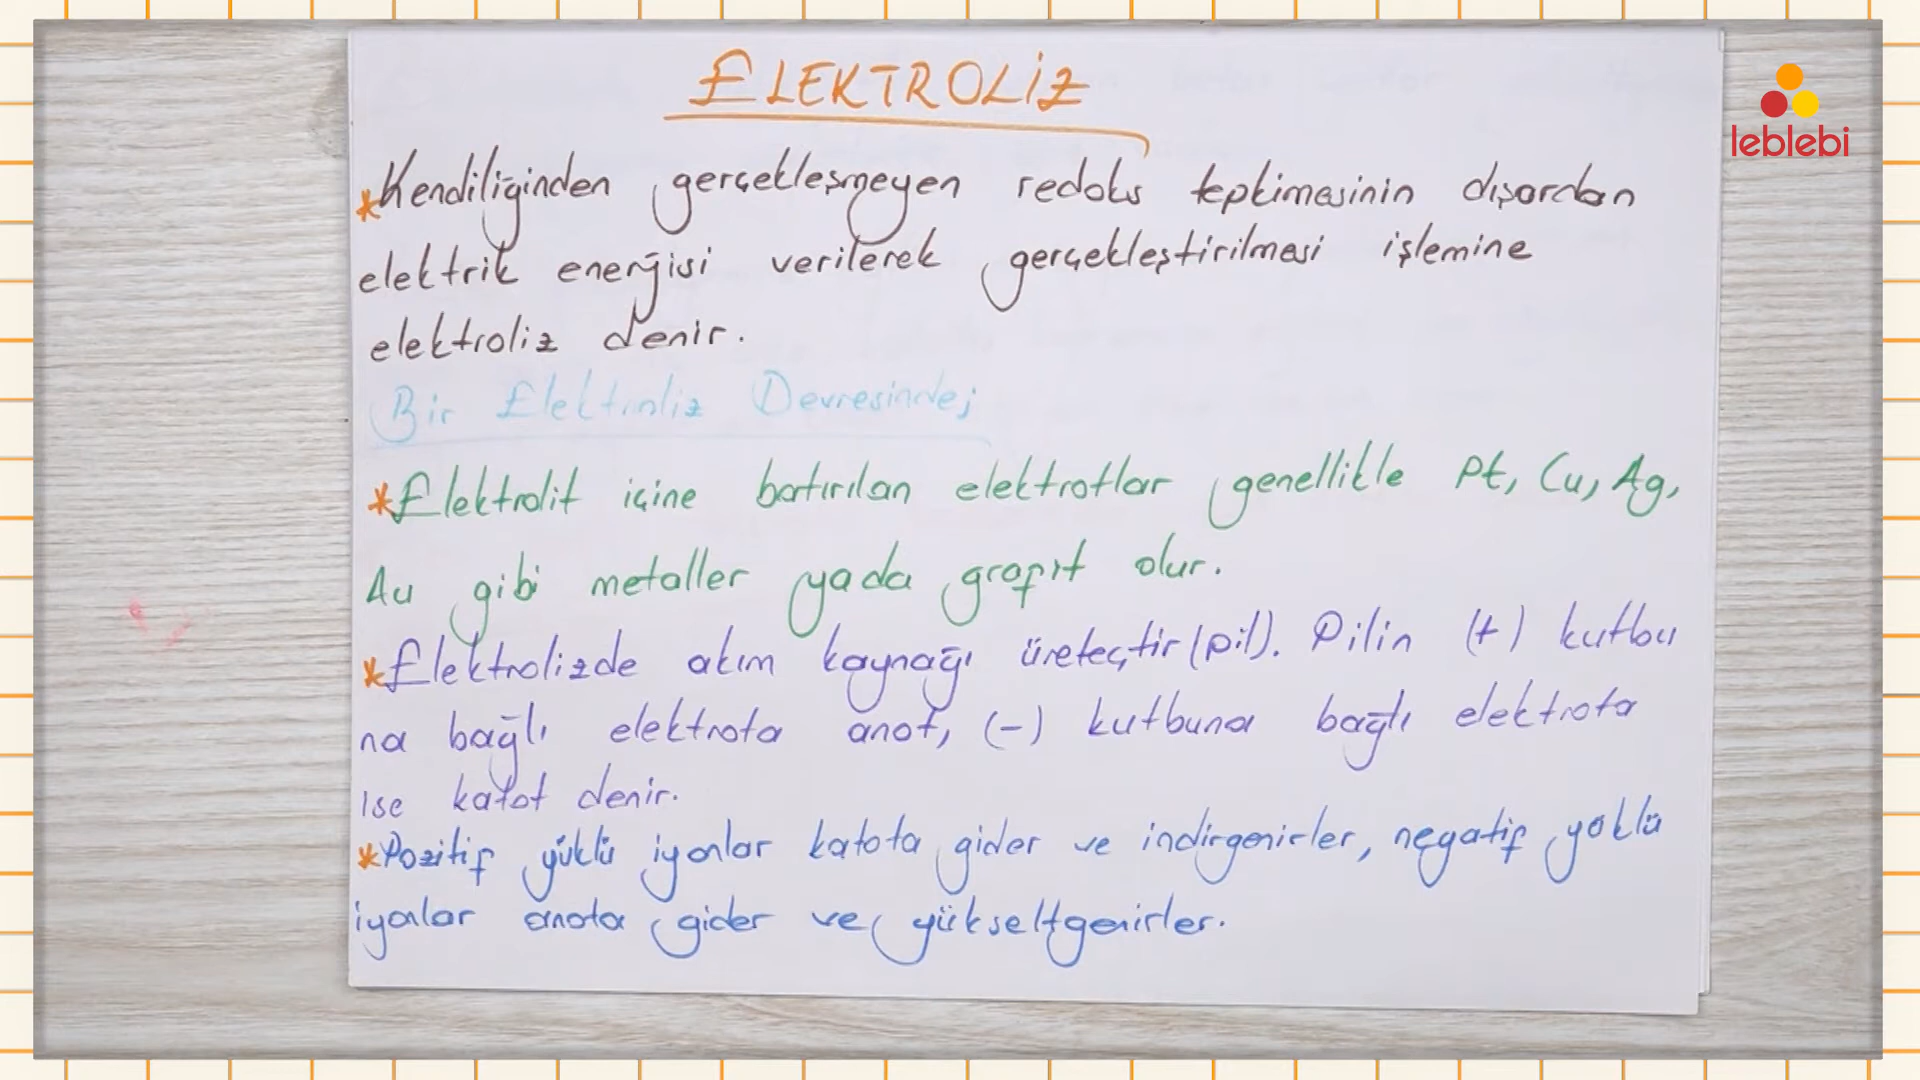 ELEKTROLİZ
leblebi
*Kendiliğinden gerçekleşmeyen redoks tepkimesinin dışardan
elektrik enerjisi verilerek gerçekleştirilmesi işlemine
elektroliz denir.
Bir Elektroliz Devresinde;
*Elektrolit içine batırılan elektrotlar genellikle Pt, Cu, Ag,
Au gibi metaller yada grafit olur.
*Elektrolizde akım kaynağı üreteçtir (pil). Pilin (+) kutbu
na bağlı elektrota anot, (-) kutbuna bağlı elektrota
ise katot denir.
*Pozitif yüklü iyonlar katota gider ve indirgenirler, negatif yüklü
iyonlar anota gider ve yükseltgenirler.